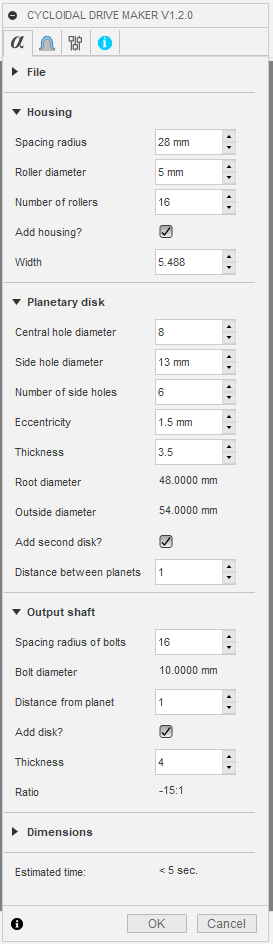 CYCLOIDAL DRIVE MAKER V1.2.0
α
File
Housing
Spacing radius 28 mm
Roller diameter 5 mm
Number of rollers 16
Add housing?
Width 5.488
Planetary disk
Central hole diameter 8
Side hole diameter 13 mm
Number of side holes 6
Eccentricity 1.5 mm
Thickness 3.5
Root diameter 48.0000 mm
Outside diameter 54.0000 mm
Add second disk?
Distance between planets 1
Output shaft
Spacing radius of bolts 16
Bolt diameter 10.0000 mm
Distance from planet 1
Add disk?
Thickness 4
Ratio -15:1
Dimensions
Estimated time: < 5 sec.
OK Cancel